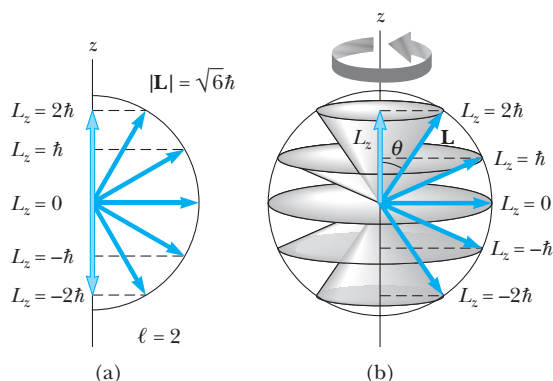 z
|L| = √6ħ
L_z = 2ħ
L_z = ħ
L_z = 0
L_z = −ħ
L_z = −2ħ
ℓ = 2
(a)
z
L_z = 2ħ
L_z
θ
L
L_z = ħ
L_z = 0
L_z = −ħ
L_z = −2ħ
(b)